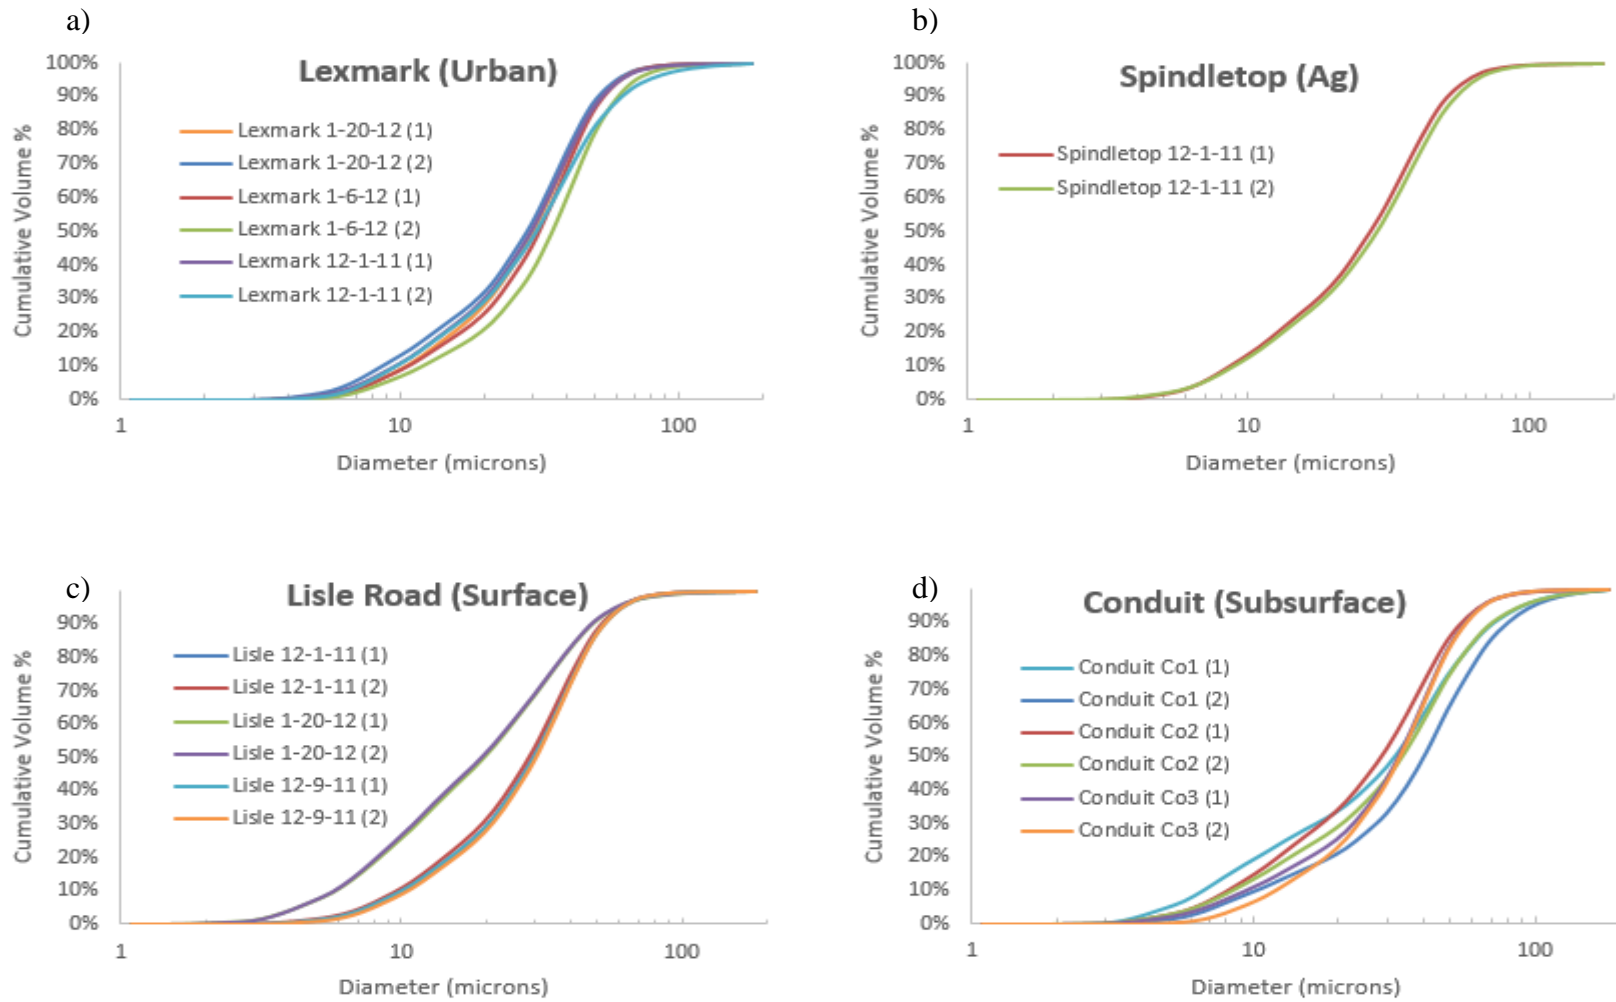 a)
Lexmark (Urban)
100%
90%
80%
70%
60%
50%
40%
30%
20%
10%
0%
Cumulative Volume %
Lexmark 1-20-12 (1)
Lexmark 1-20-12 (2)
Lexmark 1-6-12 (1)
Lexmark 1-6-12 (2)
Lexmark 12-1-11 (1)
Lexmark 12-1-11 (2)
1 10 100
Diameter (microns)
b)
Spindletop (Ag)
100%
90%
80%
70%
60%
50%
40%
30%
20%
10%
0%
Cumulative Volume %
Spindletop 12-1-11 (1)
Spindletop 12-1-11 (2)
1 10 100
Diameter (microns)
c)
Lisle Road (Surface)
90%
80%
70%
60%
50%
40%
30%
20%
10%
0%
Cumulative Volume %
Lisle 12-1-11 (1)
Lisle 12-1-11 (2)
Lisle 1-20-12 (1)
Lisle 1-20-12 (2)
Lisle 12-9-11 (1)
Lisle 12-9-11 (2)
1 10 100
Diameter (microns)
d)
Conduit (Subsurface)
90%
80%
70%
60%
50%
40%
30%
20%
10%
0%
Cumulative Volume %
Conduit Co1 (1)
Conduit Co1 (2)
Conduit Co2 (1)
Conduit Co2 (2)
Conduit Co3 (1)
Conduit Co3 (2)
1 10 100
Diameter (microns)